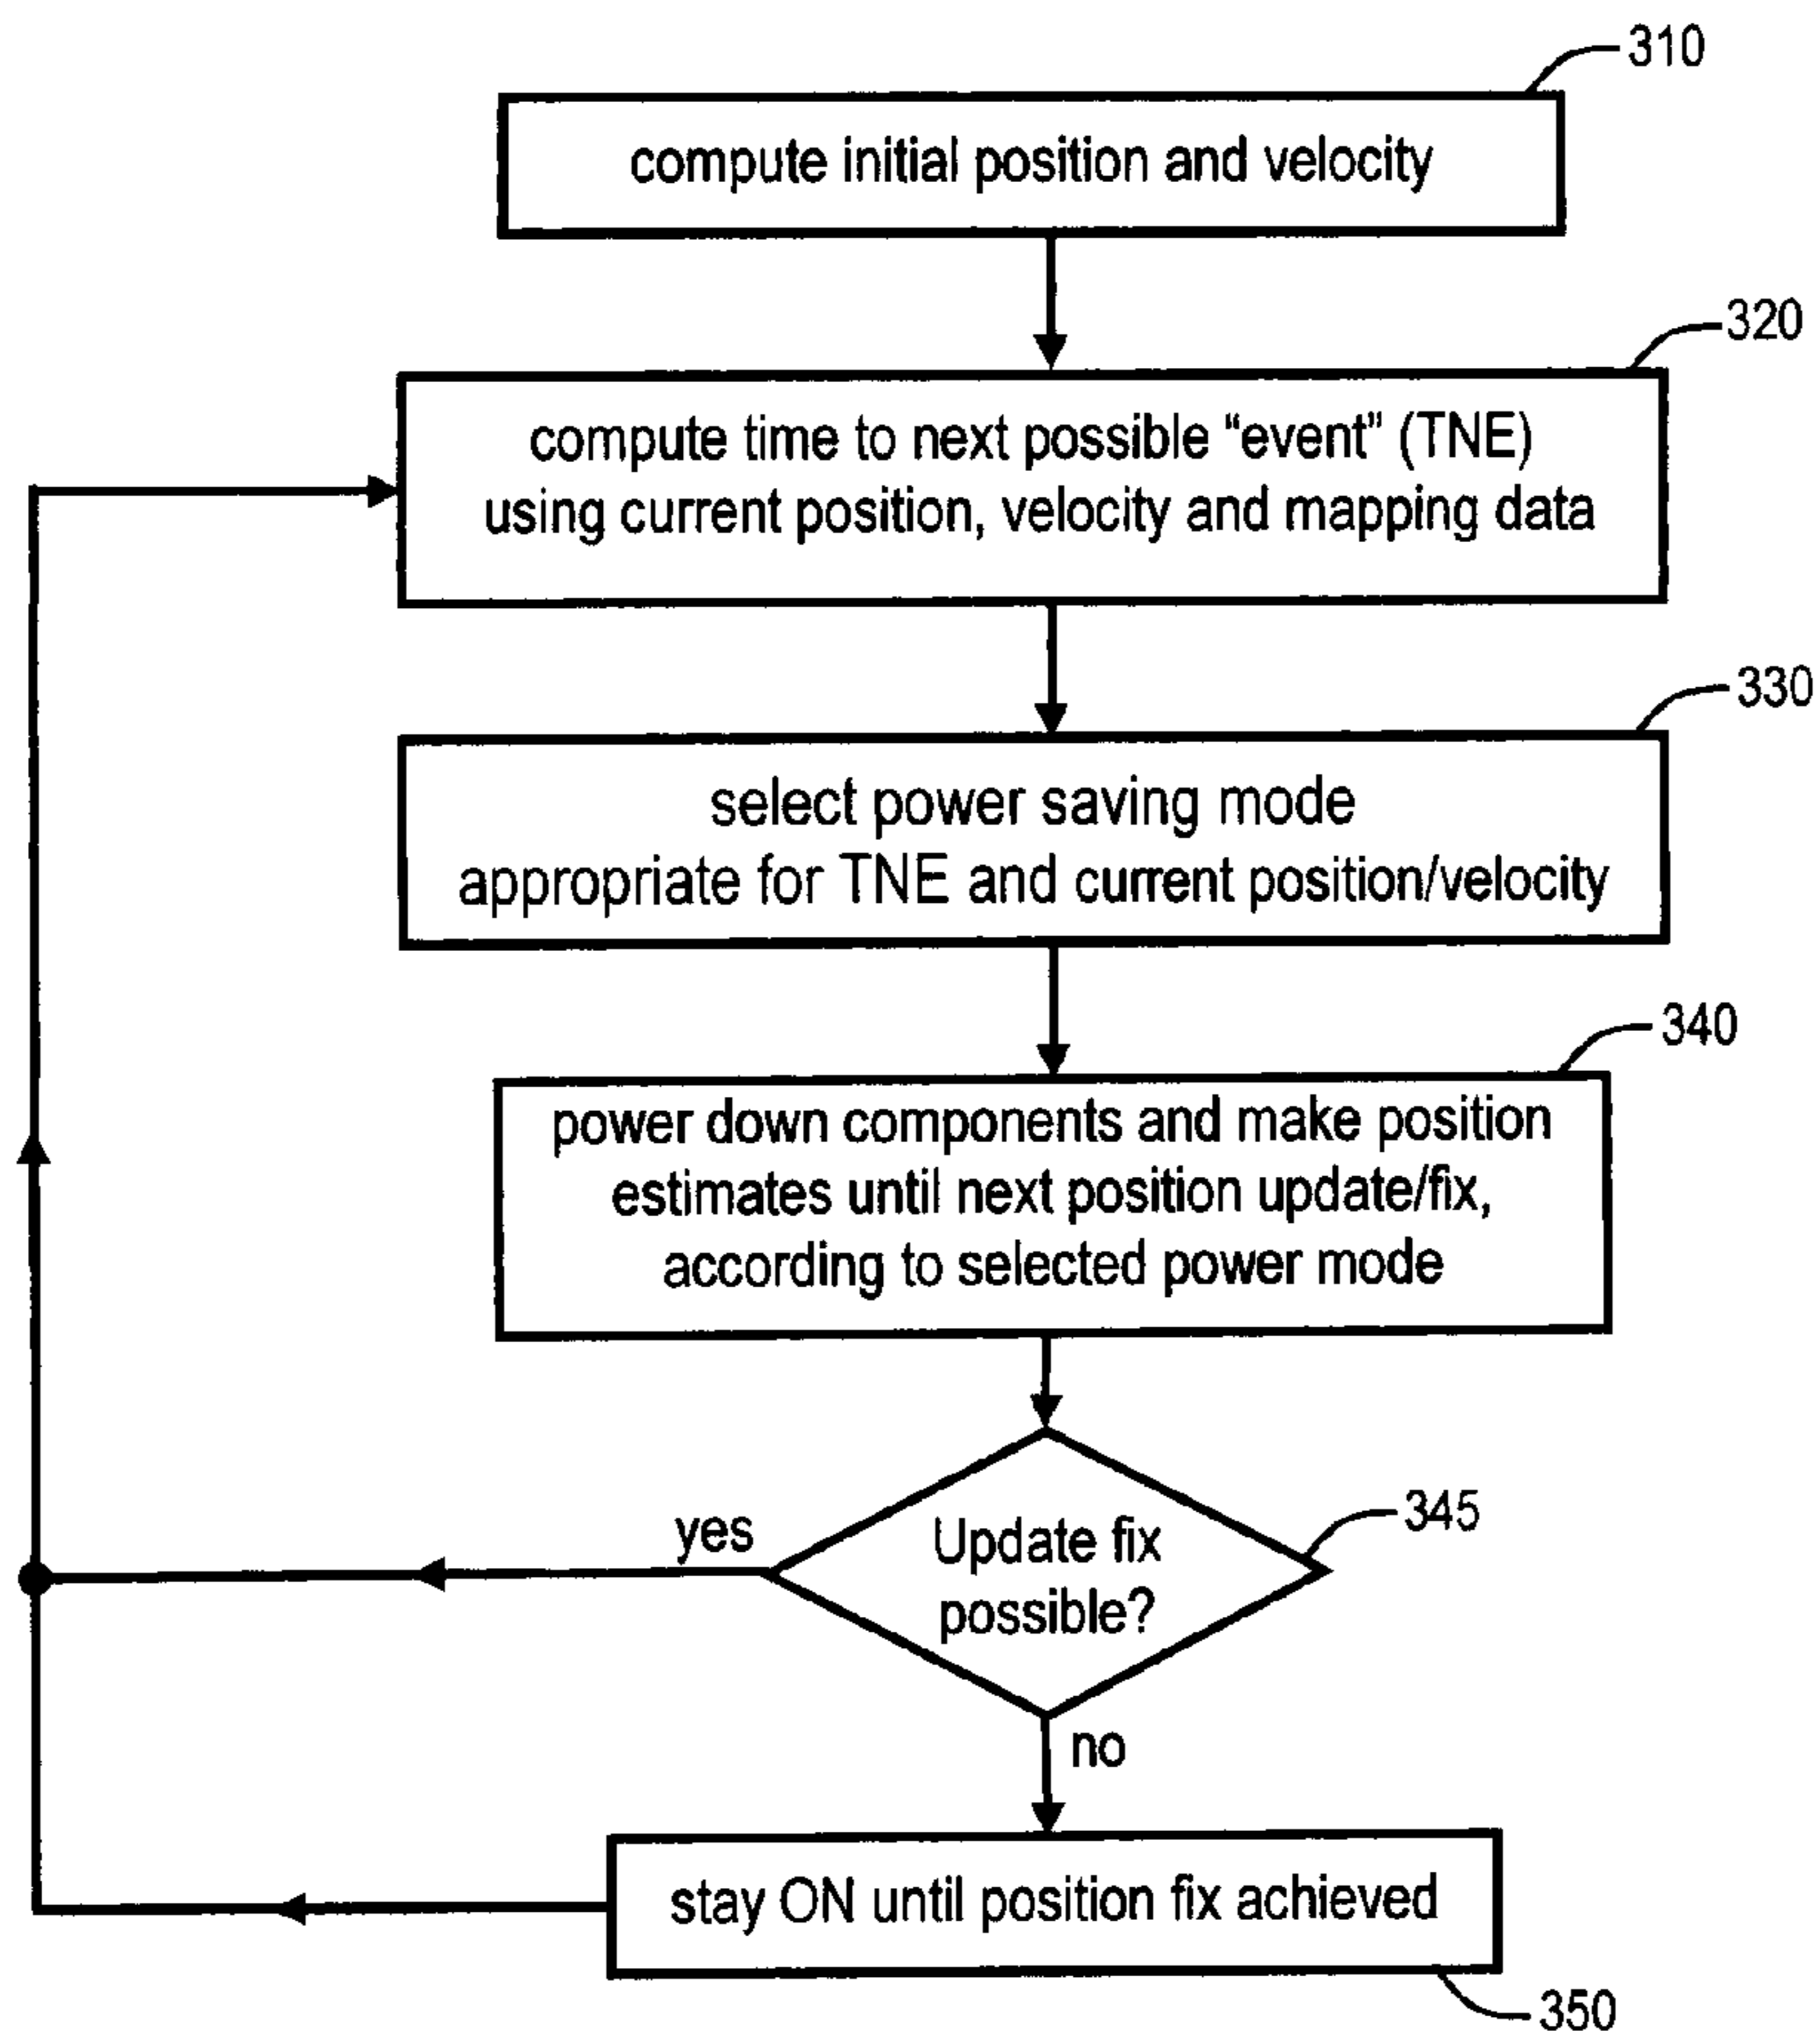 310
compute initial position and velocity
320
compute time to next possible “event” (TNE)
using current position, velocity and mapping data
330
select power saving mode
appropriate for TNE and current position/velocity
340
power down components and make position
estimates until next position update/fix,
according to selected power mode
345
yes
Update fix
possible?
no
stay ON until position fix achieved
350